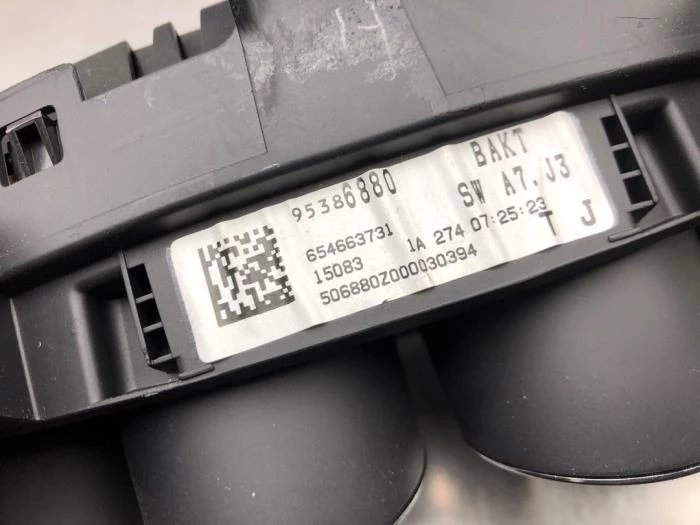 95386880 BAKT
654663731 SW A7.J3
15083 1A 274 07:25:23
506880Z000030394 T J